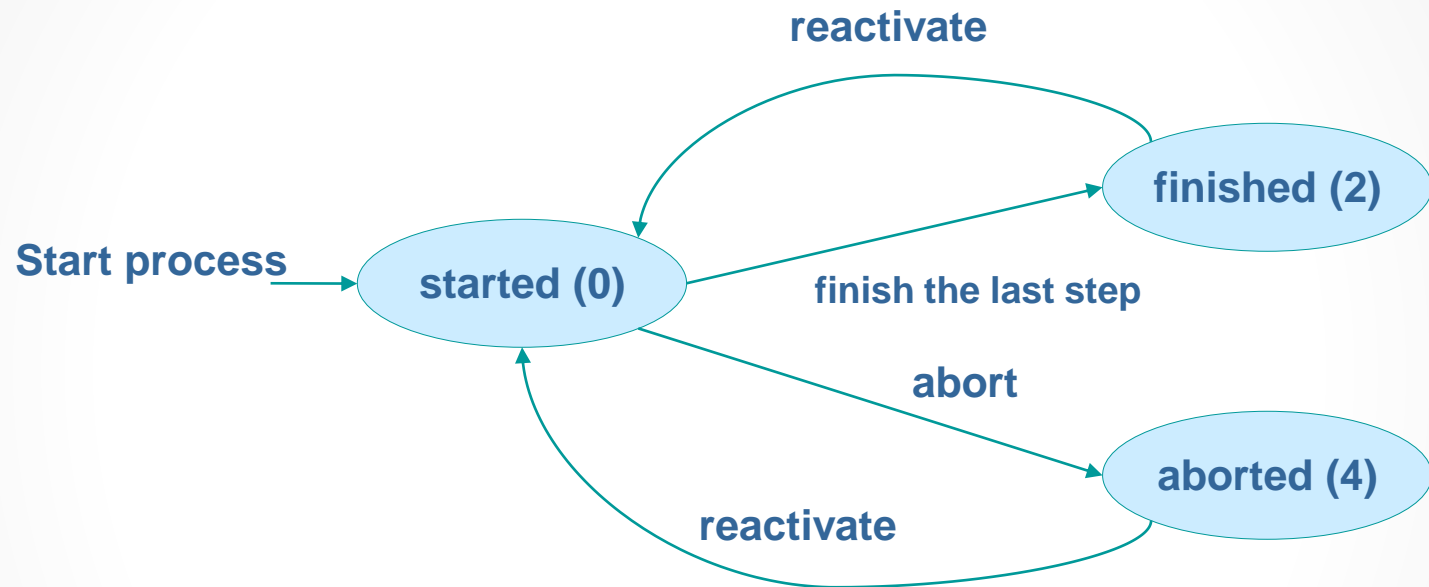 reactivate
finished (2)
Start process
started (0)
finish the last step
abort
aborted (4)
reactivate